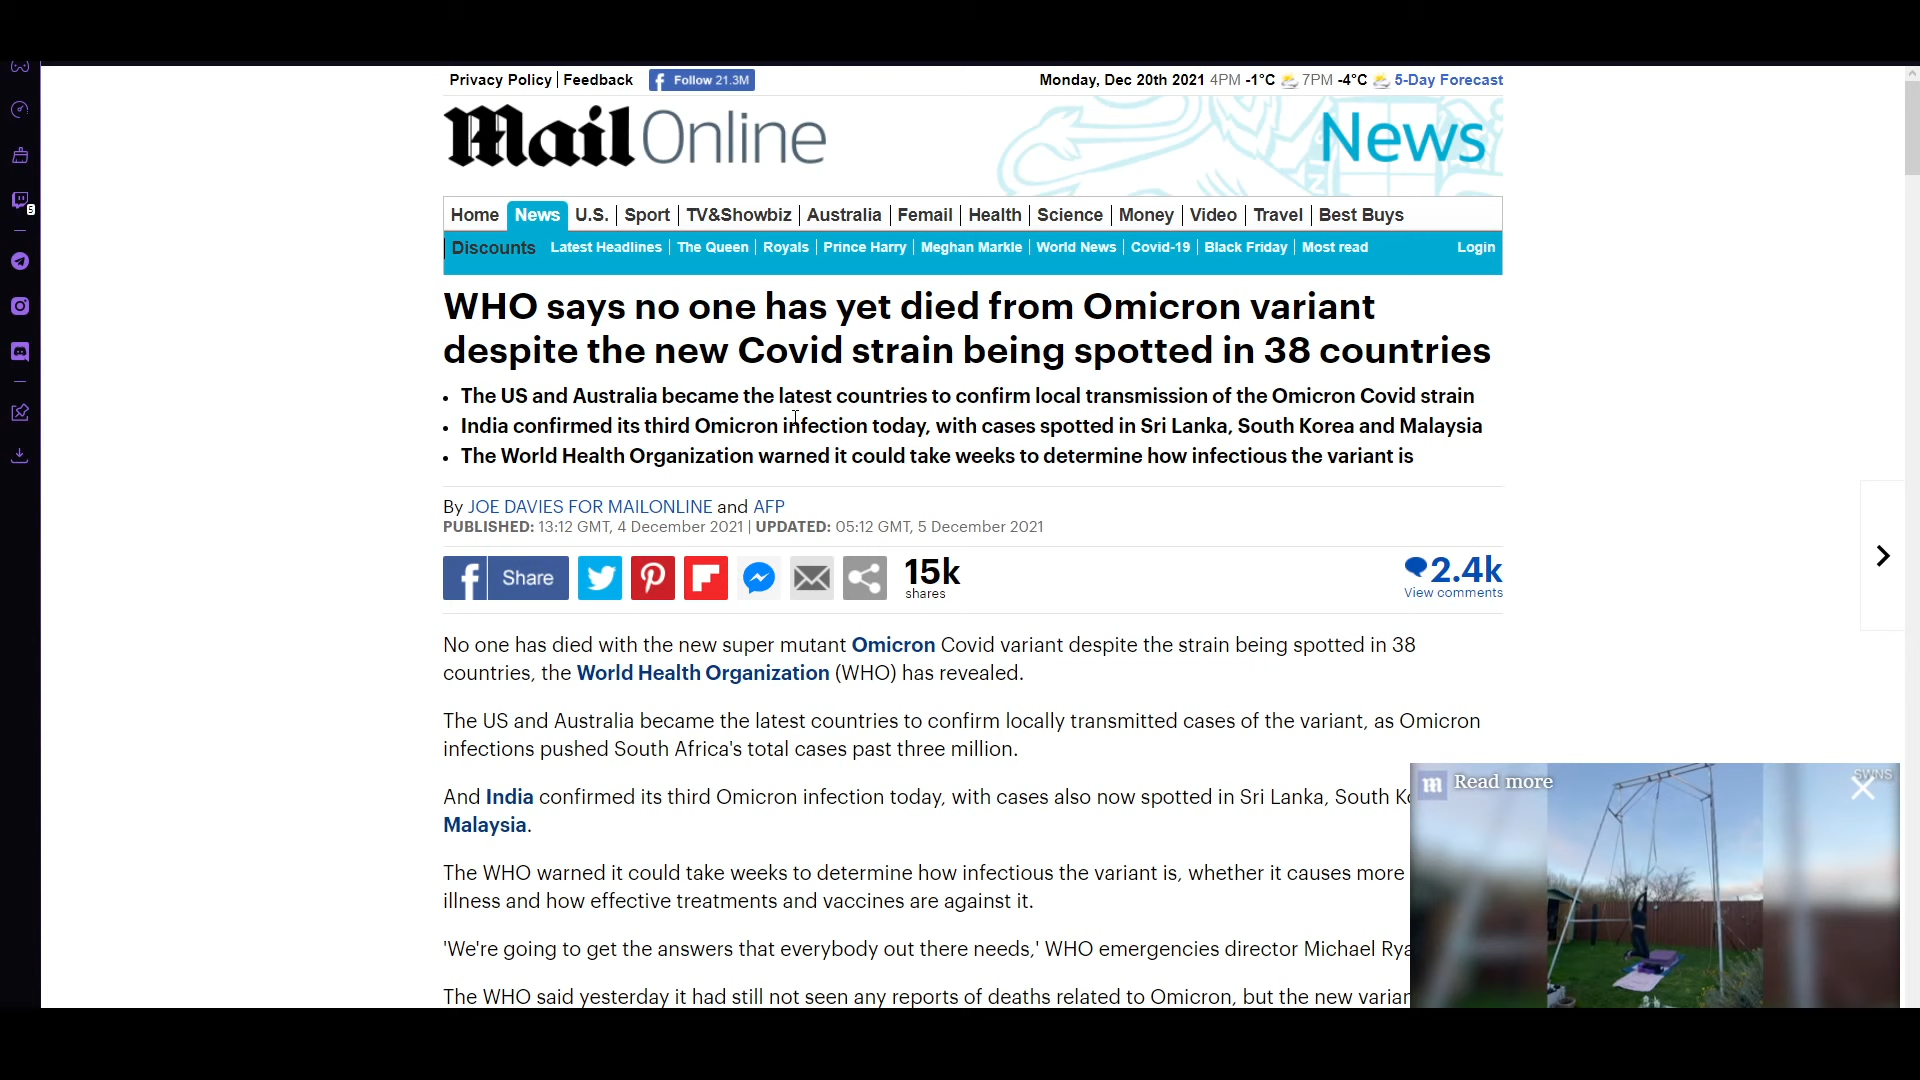 Privacy Policy | Feedback Follow 21.3M Monday, Dec 20th 2021 4PM -1°C 7PM -4°C 5-Day Forecast
Mail Online News
Home News U.S. Sport TV&Showbiz Australia Femail Health Science Money Video Travel Best Buys
Discounts Latest Headlines The Queen Royals Prince Harry Meghan Markle World News Covid-19 Black Friday Most read Login
5
WHO says no one has yet died from Omicron variant
despite the new Covid strain being spotted in 38 countries
• The US and Australia became the latest countries to confirm local transmission of the Omicron Covid strain
• India confirmed its third Omicron infection today, with cases spotted in Sri Lanka, South Korea and Malaysia
• The World Health Organization warned it could take weeks to determine how infectious the variant is
By JOE DAVIES FOR MAILONLINE and AFP
PUBLISHED: 13:12 GMT, 4 December 2021 | UPDATED: 05:12 GMT, 5 December 2021
Share 15k 2.4k
shares View comments
No one has died with the new super mutant Omicron Covid variant despite the strain being spotted in 38
countries, the World Health Organization (WHO) has revealed.
The US and Australia became the latest countries to confirm locally transmitted cases of the variant, as Omicron
infections pushed South Africa's total cases past three million.
And India confirmed its third Omicron infection today, with cases also now spotted in Sri Lanka, South Ko
Malaysia.
The WHO warned it could take weeks to determine how infectious the variant is, whether it causes more
illness and how effective treatments and vaccines are against it.
'We're going to get the answers that everybody out there needs,' WHO emergencies director Michael Rya
The WHO said yesterday it had still not seen any reports of deaths related to Omicron, but the new varian
m Read more SWNS